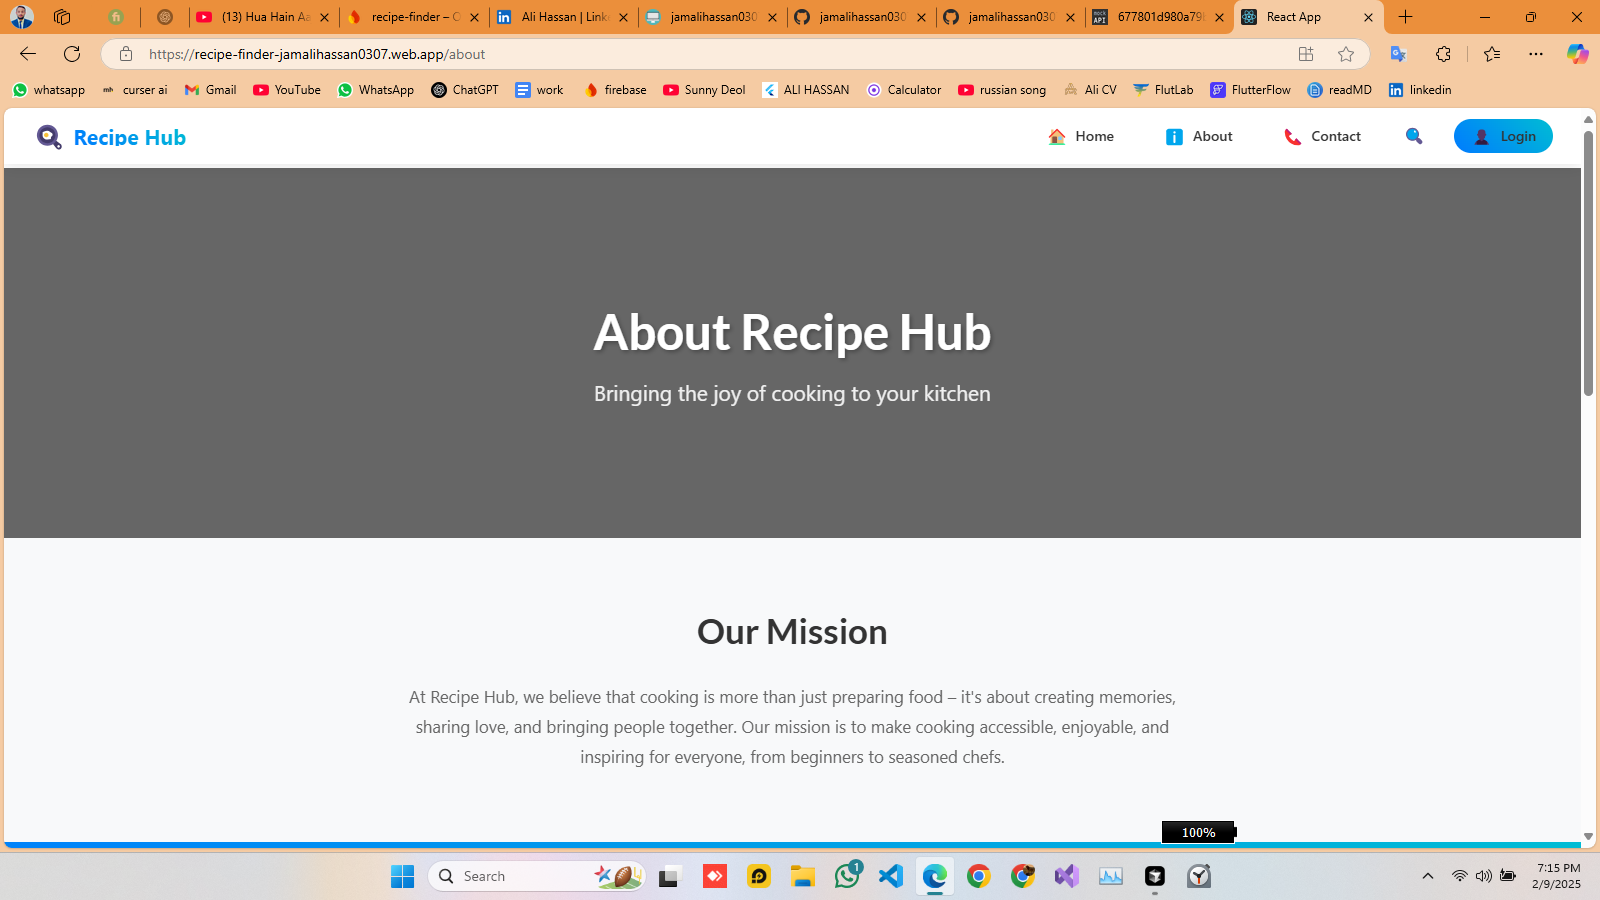 (13) Hua Hain Aa
recipe-finder – C
Ali Hassan | Link
jamalihassan030
jamalihassan030
jamalihassan030
677801d980a79
React App
https://recipe-finder-jamalihassan0307.web.app/about
whatsapp
mh curser ai
Gmail
YouTube
WhatsApp
ChatGPT
work
firebase
Sunny Deol
ALI HASSAN
Calculator
russian song
Ali CV
FlutLab
FlutterFlow
readMD
linkedin
Recipe Hub
Home
About
Contact
Login
About Recipe Hub
Bringing the joy of cooking to your kitchen
Our Mission
At Recipe Hub, we believe that cooking is more than just preparing food – it's about creating memories,
sharing love, and bringing people together. Our mission is to make cooking accessible, enjoyable, and
inspiring for everyone, from beginners to seasoned chefs.
100%
Search
1
7:15 PM
2/9/2025